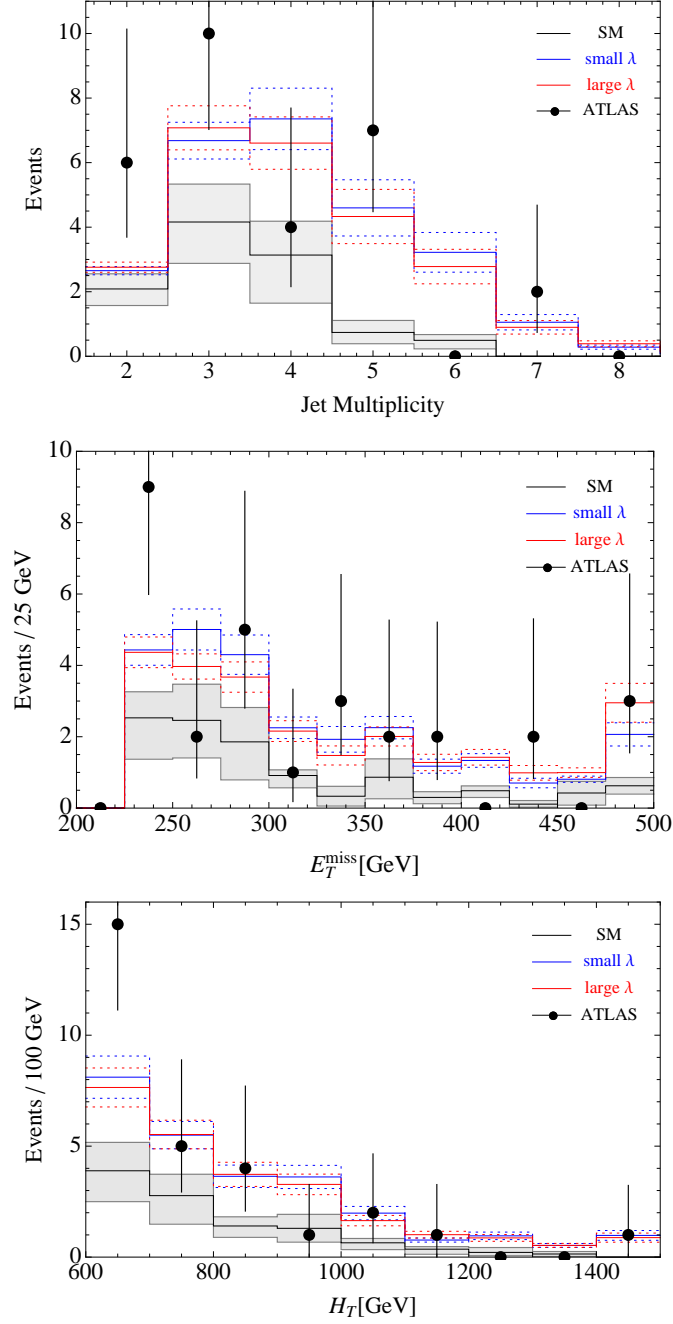 10
8
6
4
2
0
Events
SM
small λ
large λ
ATLAS
2 3 4 5 6 7 8
Jet Multiplicity
10
8
6
4
2
0
Events / 25 GeV
SM
small λ
large λ
ATLAS
200 250 300 350 400 450 500
E_T^miss [GeV]
15
10
5
0
Events / 100 GeV
SM
small λ
large λ
ATLAS
600 800 1000 1200 1400
H_T [GeV]